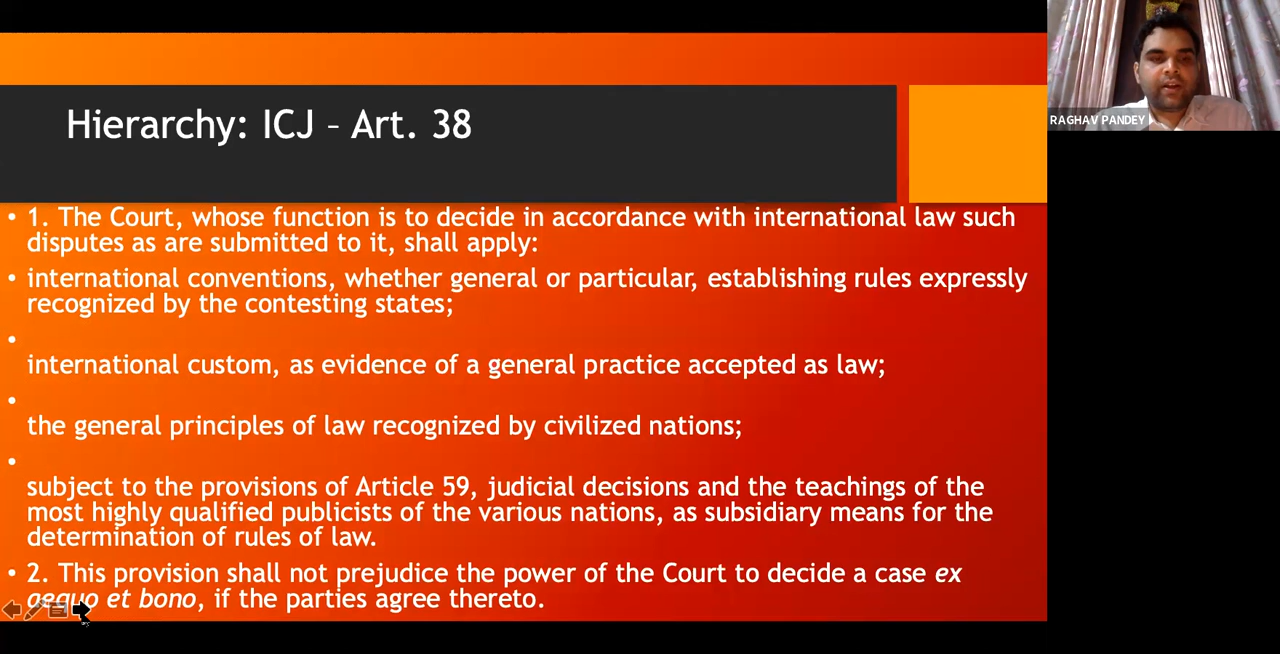 Hierarchy: ICJ – Art. 38
RAGHAV PANDEY
• 1. The Court, whose function is to decide in accordance with international law such
disputes as are submitted to it, shall apply:
• international conventions, whether general or particular, establishing rules expressly
recognized by the contesting states;
•
international custom, as evidence of a general practice accepted as law;
•
the general principles of law recognized by civilized nations;
•
subject to the provisions of Article 59, judicial decisions and the teachings of the
most highly qualified publicists of the various nations, as subsidiary means for the
determination of rules of law.
• 2. This provision shall not prejudice the power of the Court to decide a case ex
aequo et bono, if the parties agree thereto.